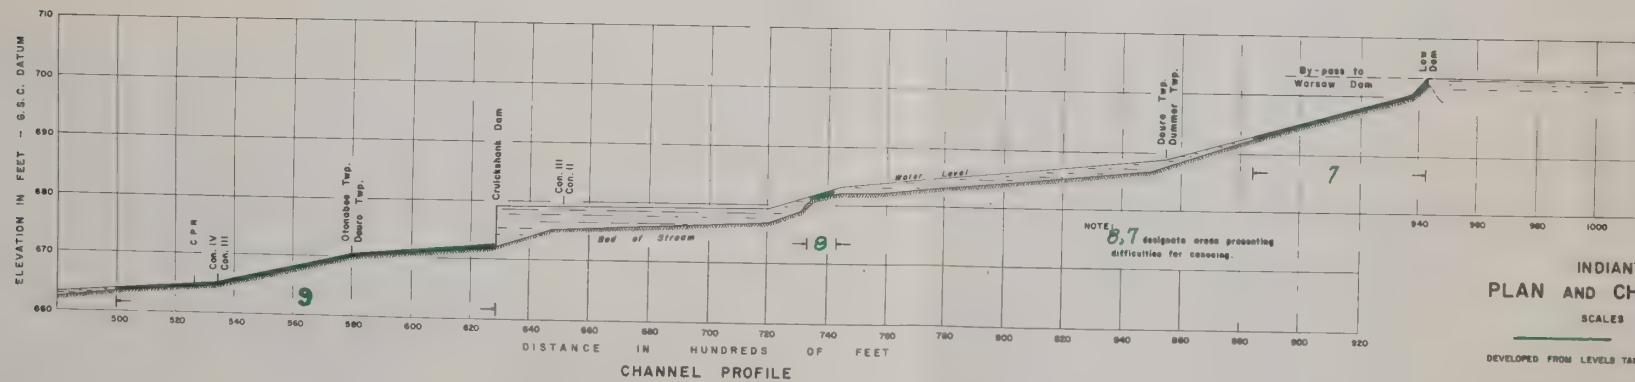 ELEVATION IN FEET - G.S.C. DATUM
710
700
690
680
670
660
C P R
Con. IV
Con. III
Otonabee Twp.
Douro Twp.
Cruickshank Dam
Con. III
Con. II
Bed of Stream
Water Level
Douro Twp.
Dummer Twp.
By-pass to
Warsaw Dam
Low
Dam
9
8
7
NOTE:
8,7 designate areas presenting
difficulties for canoeing.
500 520 540 560 580 600 620 640 660 680 700 720 740 760 780 800 820 840 860 880 900 920
940 960 980 1000
DISTANCE IN HUNDREDS OF FEET
CHANNEL PROFILE
INDIAN
PLAN AND CH
SCALES
DEVELOPED FROM LEVELS TA